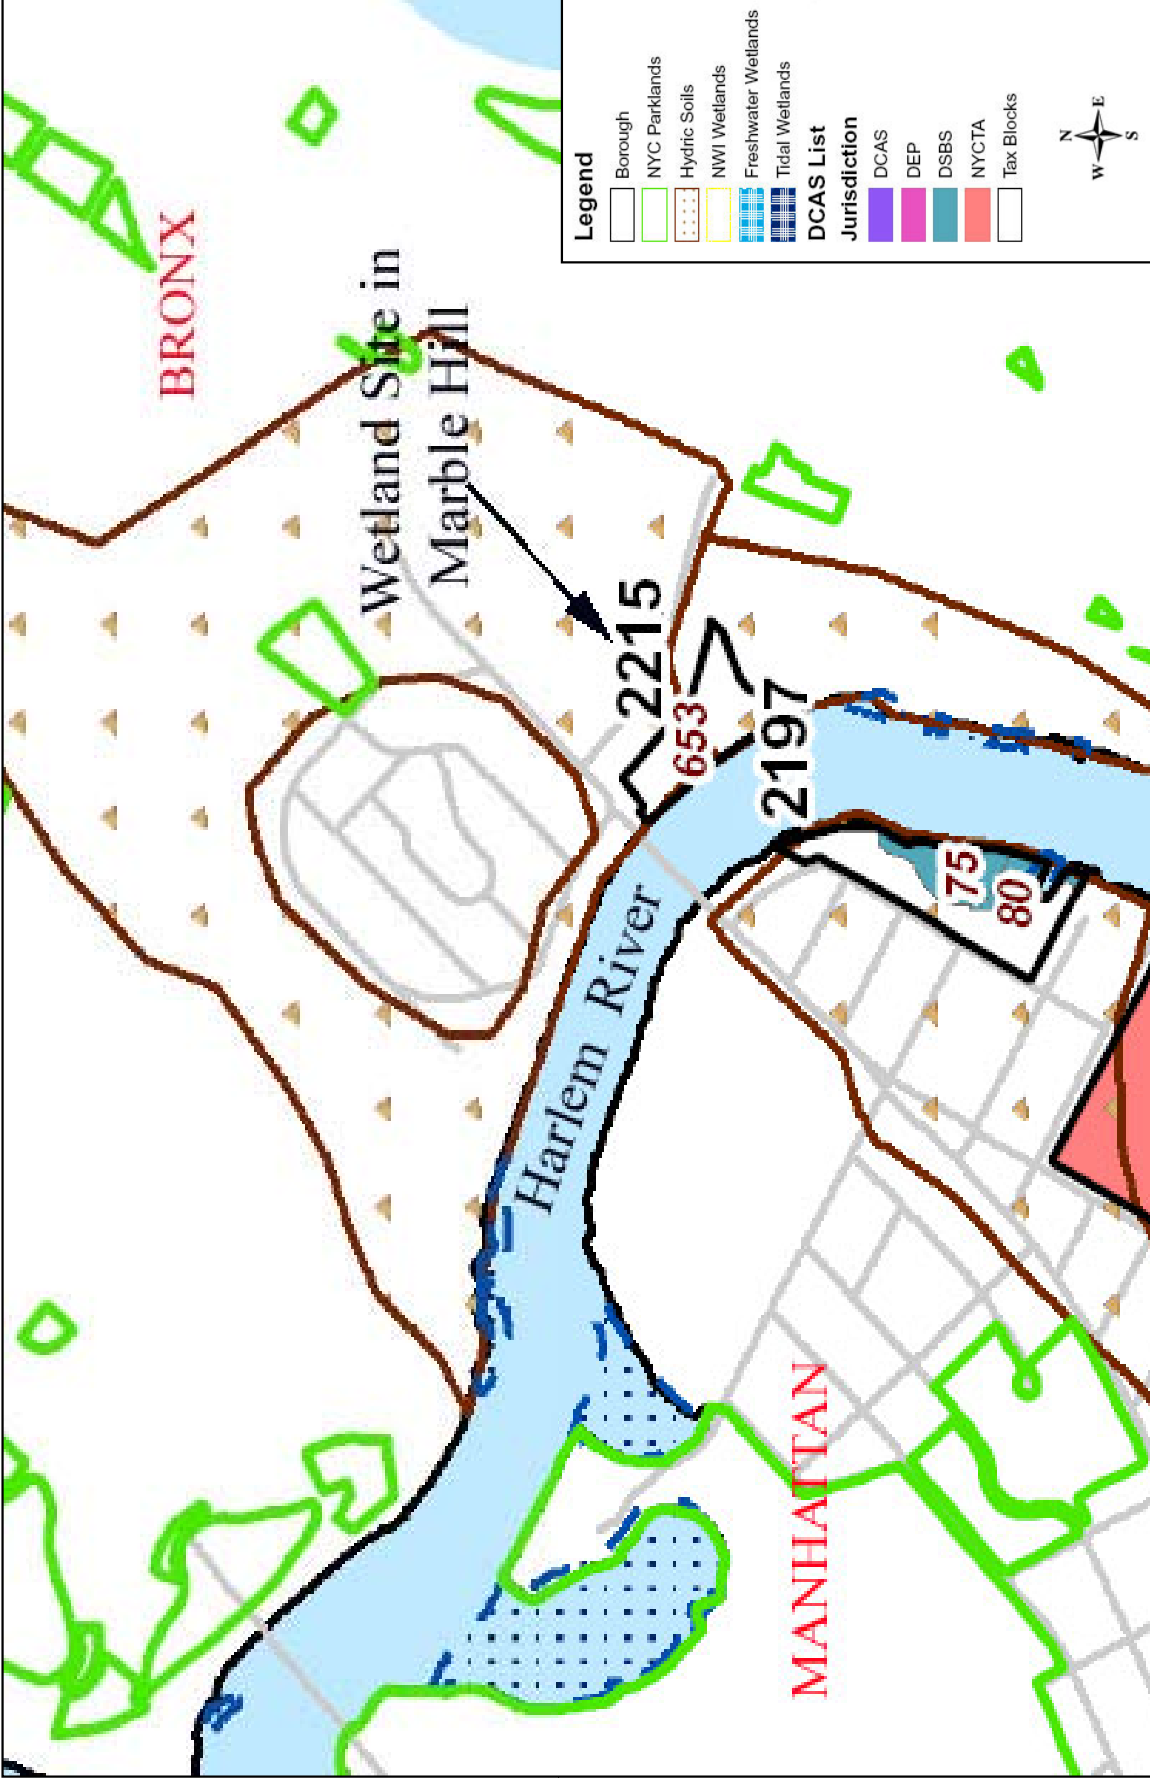 BRONX
Wetland Site in
Marble Hill
2215
653
2197
Harlem River
75
80
MANHATTAN
Legend
Borough
NYC Parklands
Hydric Soils
NWI Wetlands
Freshwater Wetlands
Tidal Wetlands
DCAS List
Jurisdiction
DCAS
DEP
DSBS
NYCTA
Tax Blocks
N
W E
S